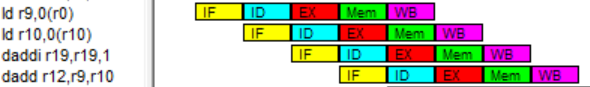 ld r9,0(r0) IF ID EX Mem WB
ld r10,0(r10) IF ID EX Mem WB
daddi r19,r19,1 IF ID EX Mem WB
dadd r12,r9,r10 IF ID EX Mem WB